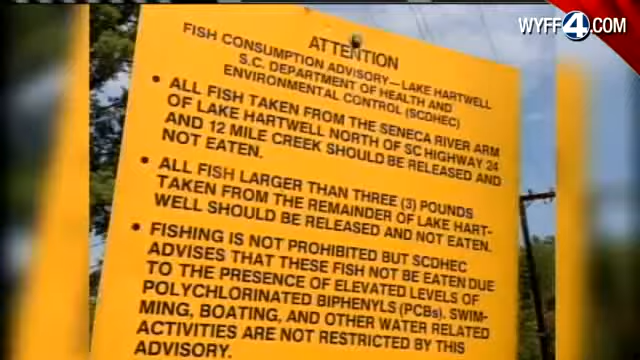 WYFF4.COM
ATTENTION
FISH CONSUMPTION ADVISORY—LAKE HARTWELL
S.C. DEPARTMENT OF HEALTH AND
ENVIRONMENTAL CONTROL (SCDHEC)
• ALL FISH TAKEN FROM THE SENECA RIVER ARM
OF LAKE HARTWELL NORTH OF SC HIGHWAY 24
AND 12 MILE CREEK SHOULD BE RELEASED AND
NOT EATEN.
• ALL FISH LARGER THAN THREE (3) POUNDS
TAKEN FROM THE REMAINDER OF LAKE HART-
WELL SHOULD BE RELEASED AND NOT EATEN.
• FISHING IS NOT PROHIBITED BUT SCDHEC
ADVISES THAT THESE FISH NOT BE EATEN DUE
TO THE PRESENCE OF ELEVATED LEVELS OF
POLYCHLORINATED BIPHENYLS (PCBs). SWIM-
MING, BOATING, AND OTHER WATER RELATED
ACTIVITIES ARE NOT RESTRICTED BY THIS
ADVISORY.